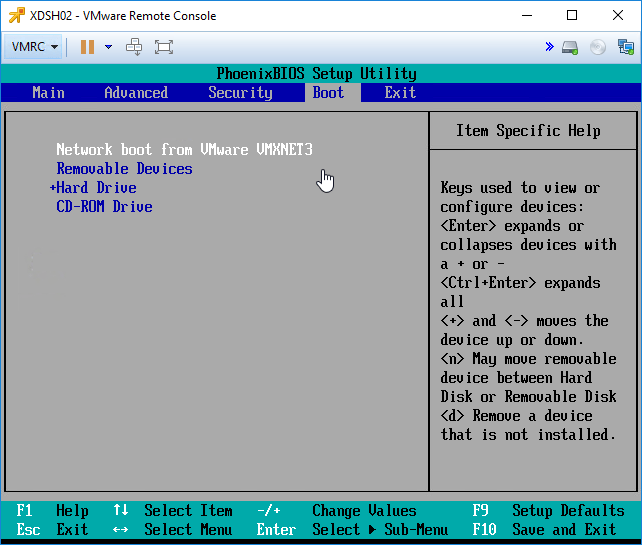 XDSH02 - VMware Remote Console
VMRC
PhoenixBIOS Setup Utility
Main Advanced Security Boot Exit
Network boot from VMware VMXNET3
Removable Devices
+Hard Drive
CD-ROM Drive
Item Specific Help
Keys used to view or
configure devices:
<Enter> expands or
collapses devices with
a + or -
<Ctrl+Enter> expands
all
<+> and <-> moves the
device up or down.
<n> May move removable
device between Hard
Disk or Removable Disk
<d> Remove a device
that is not installed.
F1 Help ↑↓ Select Item -/+ Change Values F9 Setup Defaults
Esc Exit ↔ Select Menu Enter Select ▶ Sub-Menu F10 Save and Exit